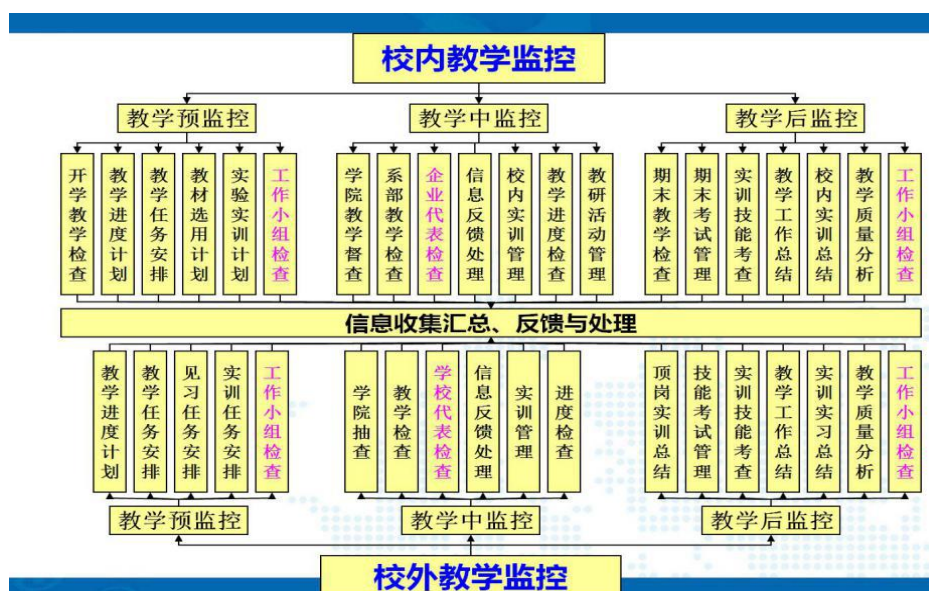 校内教学监控
教学预监控
教学中监控
教学后监控
开学教学检查
教学进度计划
教学任务安排
教材选用计划
实验实训计划
工作小组检查
学院教学督查
系部教学检查
企业代表检查
信息反馈处理
校内实训管理
教学进度检查
教研活动管理
期末教学检查
期末考试管理
实训技能考查
教学工作总结
校内实训总结
教学质量分析
工作小组检查
信息收集汇总、反馈与处理
教学进度计划
教学任务安排
见习任务安排
实训任务安排
工作小组检查
学院抽查
教学检查
学校代表检查
信息反馈处理
实训管理
进度检查
顶岗实训总结
技能考试管理
实训技能考查
教学工作总结
实训实习总结
教学质量分析
工作小组检查
教学预监控
教学中监控
教学后监控
校外教学监控